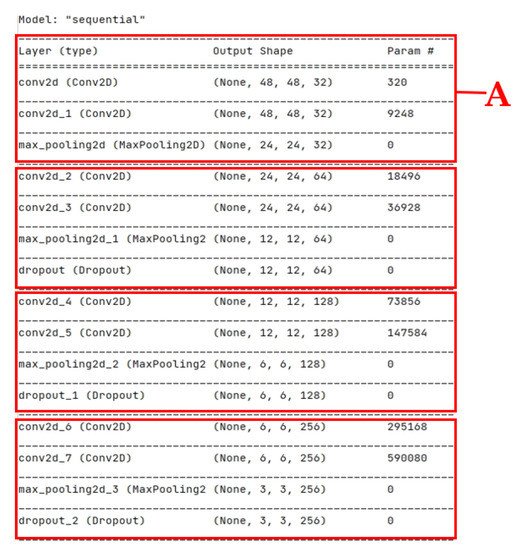 Model: "sequential"
Layer (type) Output Shape Param #
conv2d (Conv2D) (None, 48, 48, 32) 320
A
conv2d_1 (Conv2D) (None, 48, 48, 32) 9248
max_pooling2d (MaxPooling2D) (None, 24, 24, 32) 0
conv2d_2 (Conv2D) (None, 24, 24, 64) 18496
conv2d_3 (Conv2D) (None, 24, 24, 64) 36928
max_pooling2d_1 (MaxPooling2 (None, 12, 12, 64) 0
dropout (Dropout) (None, 12, 12, 64) 0
conv2d_4 (Conv2D) (None, 12, 12, 128) 73856
conv2d_5 (Conv2D) (None, 12, 12, 128) 147584
max_pooling2d_2 (MaxPooling2 (None, 6, 6, 128) 0
dropout_1 (Dropout) (None, 6, 6, 128) 0
conv2d_6 (Conv2D) (None, 6, 6, 256) 295168
conv2d_7 (Conv2D) (None, 6, 6, 256) 590080
max_pooling2d_3 (MaxPooling2 (None, 3, 3, 256) 0
dropout_2 (Dropout) (None, 3, 3, 256) 0